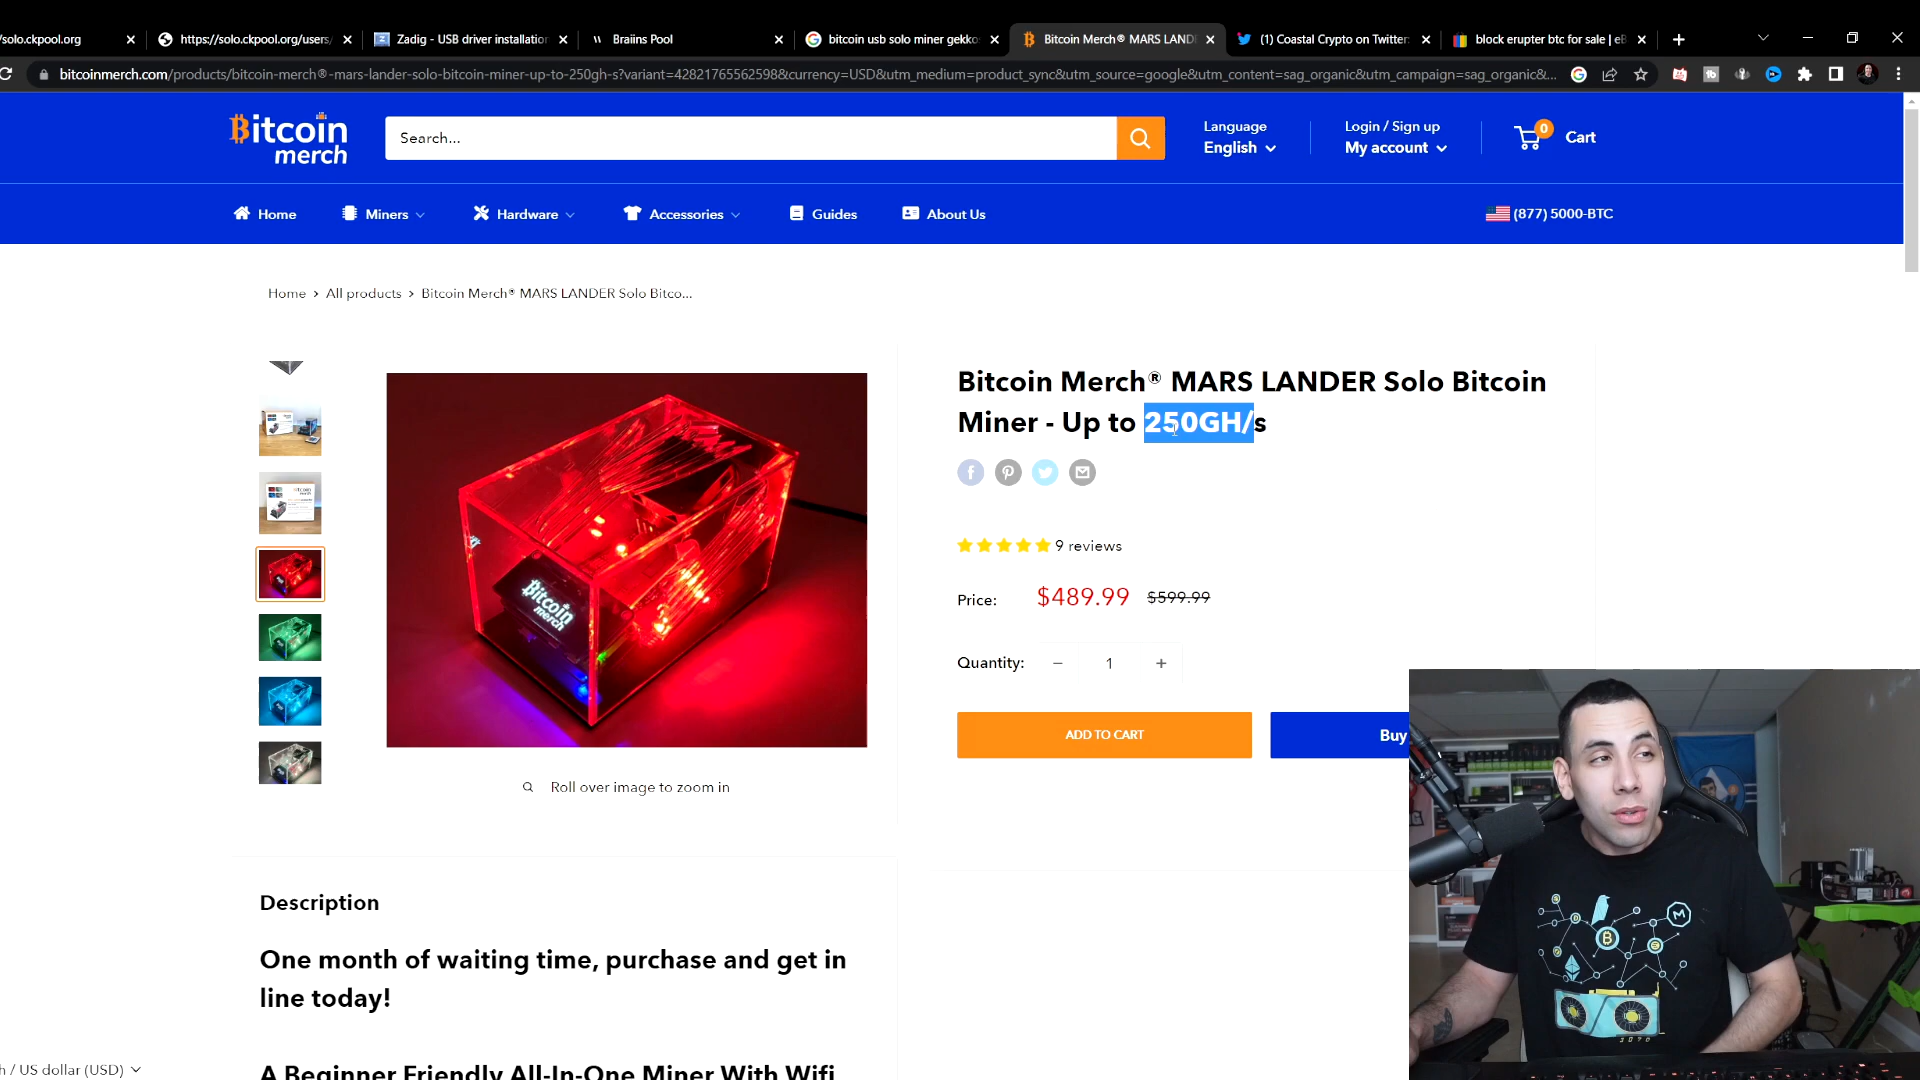 /solo.ckpool.org
https://solo.ckpool.org/users/
Zadig - USB driver installation
Braiins Pool
bitcoin usb solo miner gekko
Bitcoin Merch® MARS LAND
(1) Coastal Crypto on Twitter:
block erupter btc for sale | eB
bitcoinmerch.com/products/bitcoin-merch®-mars-lander-solo-bitcoin-miner-up-to-250gh-s?variant=42821765562598&currency=USD&utm_medium=product_sync&utm_source=google&utm_content=sag_organic&utm_campaign=sag_organic&...
Bitcoin
merch
Search...
Language
English
Login / Sign up
My account
0
Cart
Home
Miners
Hardware
Accessories
Guides
About Us
(877) 5000-BTC
Home > All products > Bitcoin Merch® MARS LANDER Solo Bitco...
Bitcoin Merch® MARS LANDER Solo Bitcoin
Miner - Up to 250GH/s
9 reviews
Price: $489.99 $599.99
Quantity: − 1 +
ADD TO CART
Buy
Bitcoin
merch
Roll over image to zoom in
Description
One month of waiting time, purchase and get in
line today!
A Beginner Friendly All-In-One Miner With Wifi
h / US dollar (USD)
3070